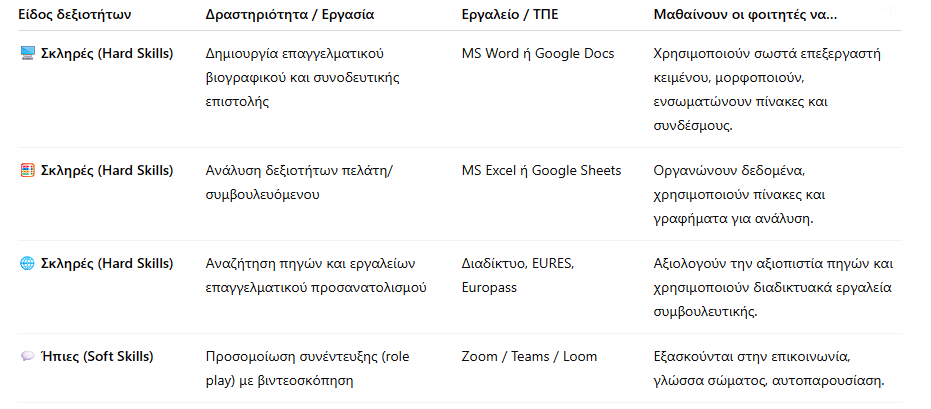 Είδος δεξιοτήτων Δραστηριότητα / Εργασία Εργαλείο / ΤΠΕ Μαθαίνουν οι φοιτητές να...
Σκληρές (Hard Skills) Δημιουργία επαγγελματικού MS Word ή Google Docs Χρησιμοποιούν σωστά επεξεργαστή
βιογραφικού και συνοδευτικής κειμένου, μορφοποιούν,
επιστολής ενσωματώνουν πίνακες και
συνδέσμους.
Σκληρές (Hard Skills) Ανάλυση δεξιοτήτων πελάτη/ MS Excel ή Google Sheets Οργανώνουν δεδομένα,
συμβουλευόμενου χρησιμοποιούν πίνακες και
γραφήματα για ανάλυση.
Σκληρές (Hard Skills) Αναζήτηση πηγών και εργαλείων Διαδίκτυο, EURES, Αξιολογούν την αξιοπιστία πηγών και
επαγγελματικού προσανατολισμού Europass χρησιμοποιούν διαδικτυακά εργαλεία
συμβουλευτικής.
Ήπιες (Soft Skills) Προσομοίωση συνέντευξης (role Zoom / Teams / Loom Εξασκούνται στην επικοινωνία,
play) με βιντεοσκόπηση γλώσσα σώματος, αυτοπαρουσίαση.